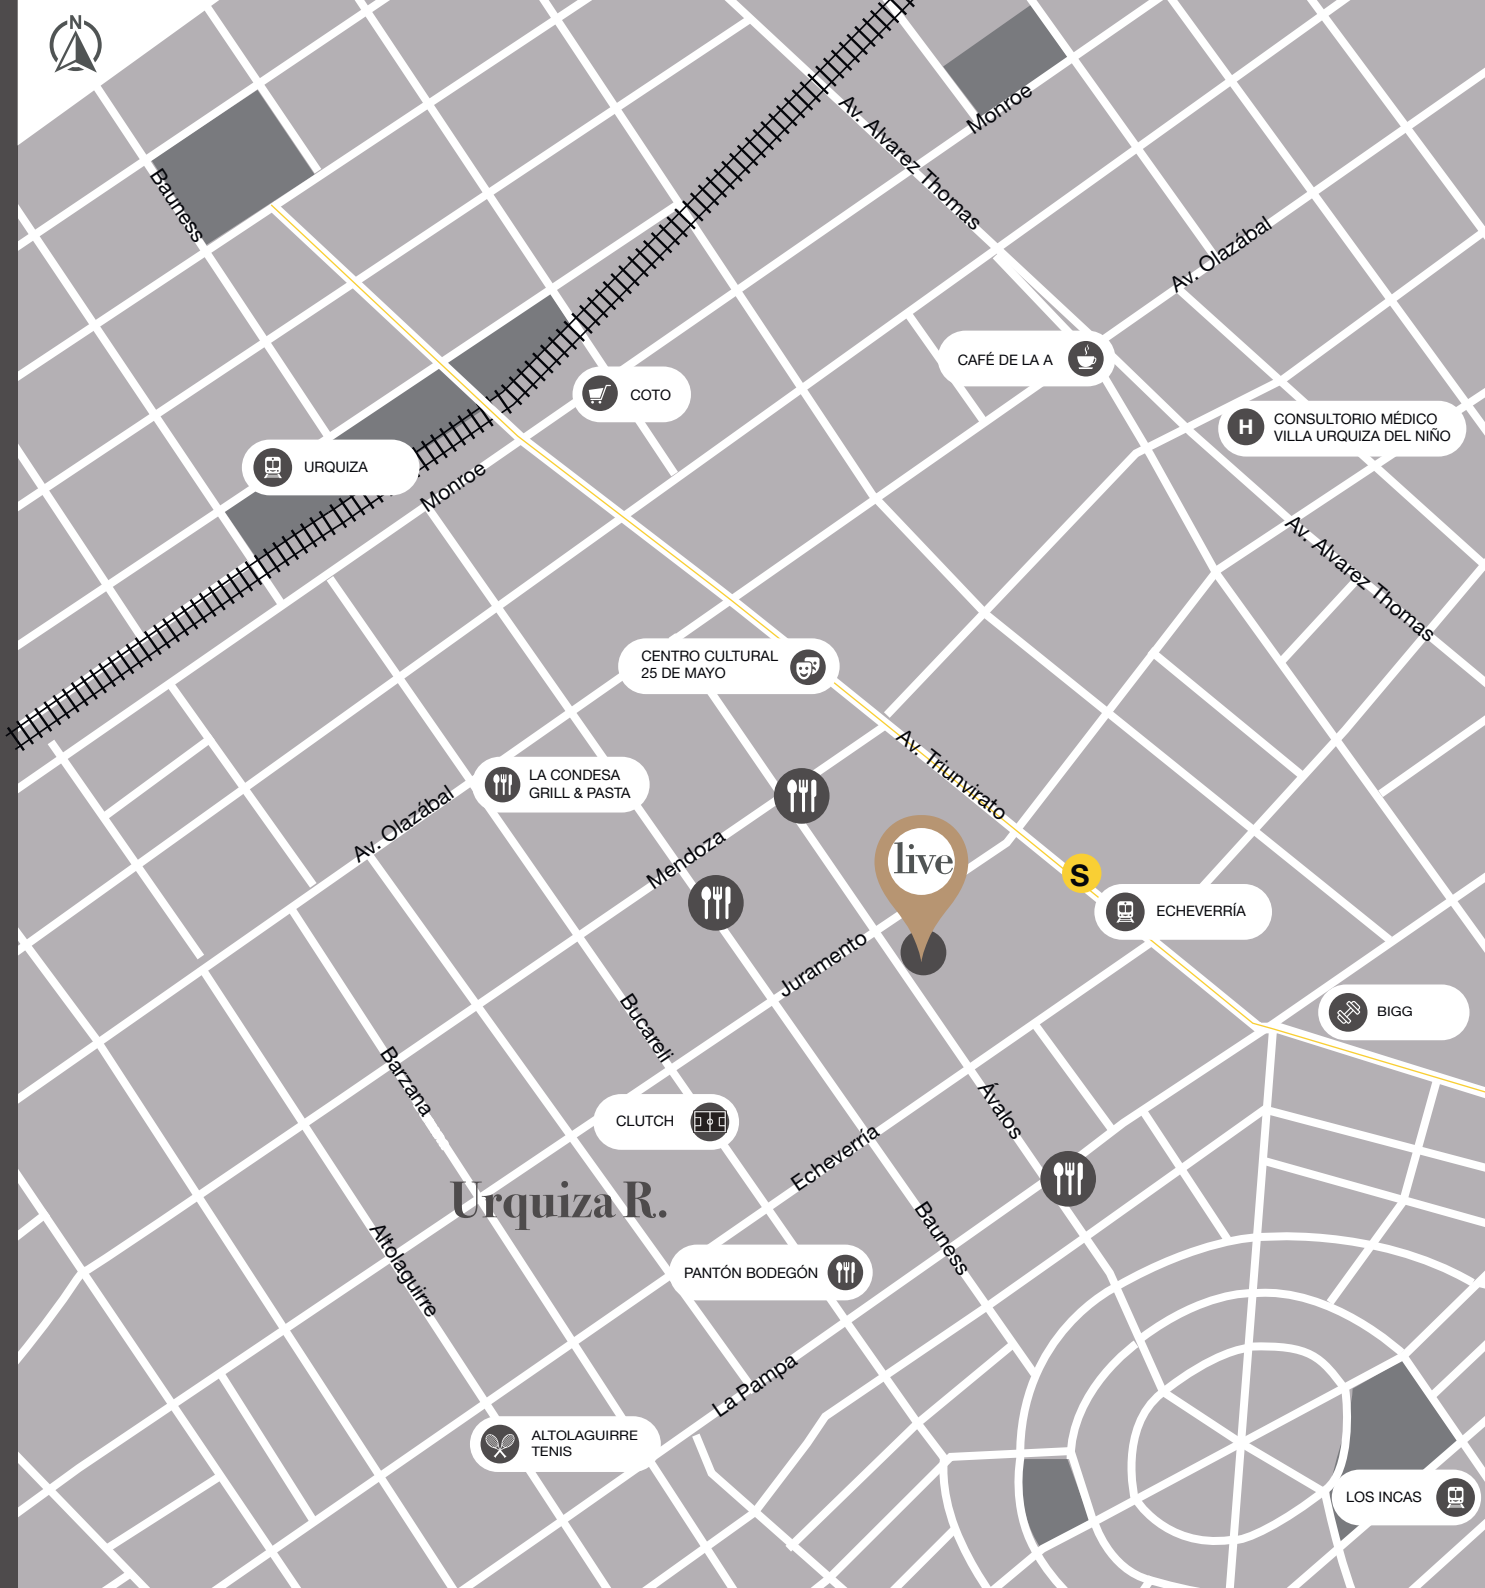 N
Av. Alvarez Thomas
Monroe
Bauness
Av. Olazábal
CAFÉ DE LA A
COTO
CONSULTORIO MÉDICO
VILLA URQUIZA DEL NIÑO
H
URQUIZA
Monroe
Av. Alvarez Thomas
CENTRO CULTURAL
25 DE MAYO
Av. Triunvirato
LA CONDESA
GRILL & PASTA
Av. Olazábal
Mendoza
live
S
ECHEVERRÍA
Juramento
BIGG
Bucareli
Barzana
Ávalos
CLUTCH
Echeverría
Urquiza R.
Bauness
Altolaguirre
PANTÓN BODEGÓN
La Pampa
ALTOLAGUIRRE
TENIS
LOS INCAS